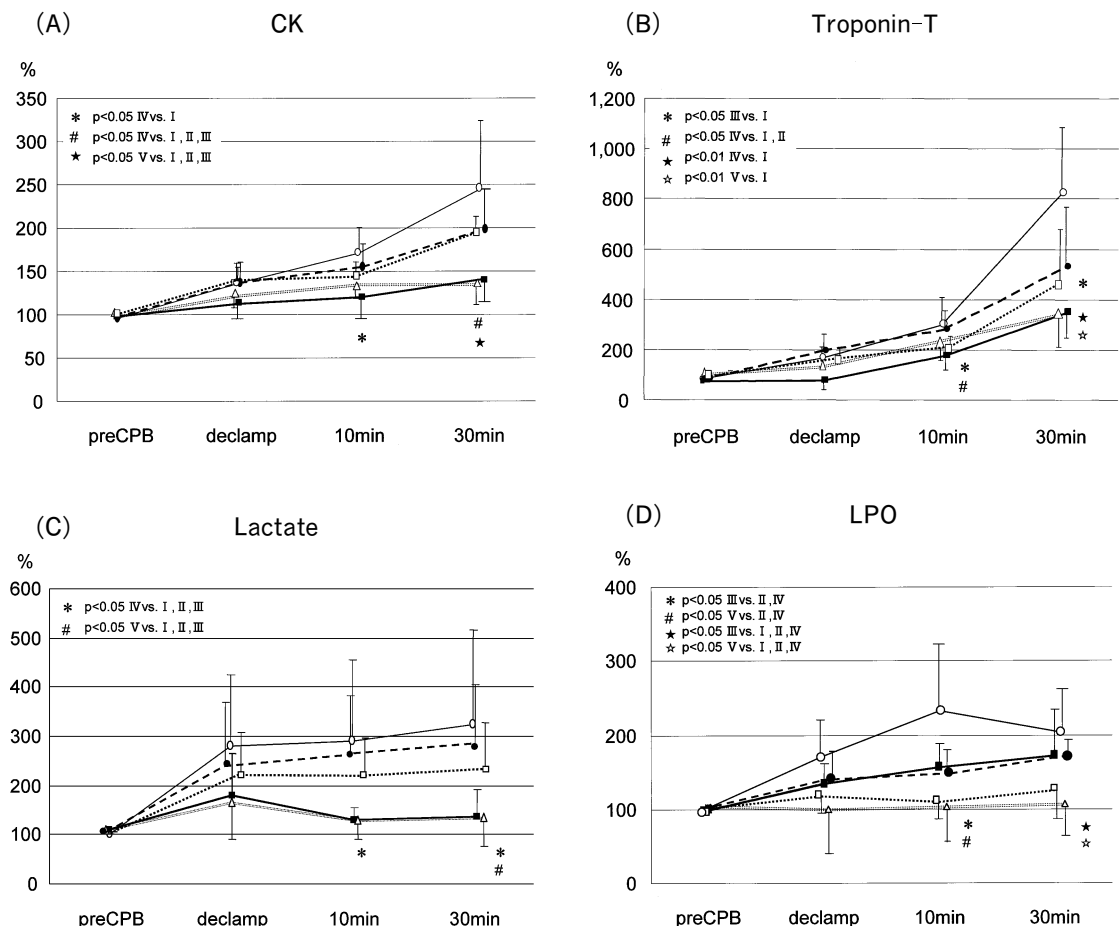 (A) CK
%
350
300
250
200
150
100
50
0
* p<0.05 Ⅳ vs. Ⅰ
# p<0.05 Ⅳ vs. Ⅰ, Ⅱ, Ⅲ
★ p<0.05 Ⅴ vs. Ⅰ, Ⅱ, Ⅲ
*
#
★
preCPB declamp 10min 30min
(B) Troponin-T
%
1,200
1,000
800
600
400
200
0
* p<0.05 Ⅲ vs. Ⅰ
# p<0.05 Ⅳ vs. Ⅰ, Ⅱ
★ p<0.01 Ⅳ vs. Ⅰ
☆ p<0.01 Ⅴ vs. Ⅰ
*
★
☆
*
#
preCPB declamp 10min 30min
(C) Lactate
%
600
500
400
300
200
100
0
* p<0.05 Ⅳ vs. Ⅰ, Ⅱ, Ⅲ
# p<0.05 Ⅴ vs. Ⅰ, Ⅱ, Ⅲ
* *
#
preCPB declamp 10min 30min
(D) LPO
%
400
300
200
100
0
* p<0.05 Ⅲ vs. Ⅱ, Ⅳ
# p<0.05 Ⅴ vs. Ⅱ, Ⅳ
★ p<0.05 Ⅲ vs. Ⅰ, Ⅱ, Ⅳ
☆ p<0.05 Ⅴ vs. Ⅰ, Ⅱ, Ⅳ
* ★
# ☆
preCPB declamp 10min 30min